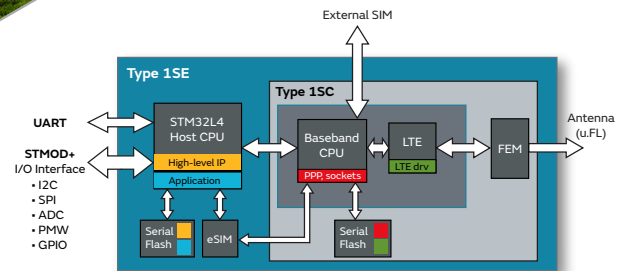 External SIM
Type 1SE
Type 1SC
UART
STMOD+
I/O Interface
• I2C
• SPI
• ADC
• PMW
• GPIO
STM32L4
Host CPU
High-level IP
Application
Serial
Flash
eSIM
Baseband
CPU
PPP, sockets
Serial
Flash
LTE
LTE drv
FEM
Antenna
(u.FL)